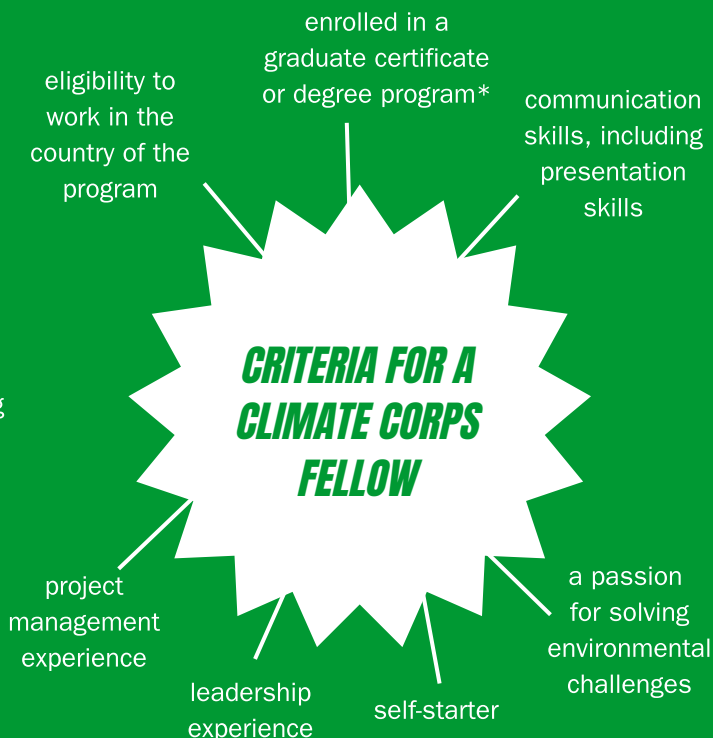 enrolled in a
graduate certificate
or degree program*
eligibility to
work in the
country of the
program
communication
skills, including
presentation
skills
CRITERIA FOR A
CLIMATE CORPS
FELLOW
project
management
experience
leadership
experience
self-starter
a passion
for solving
environmental
challenges